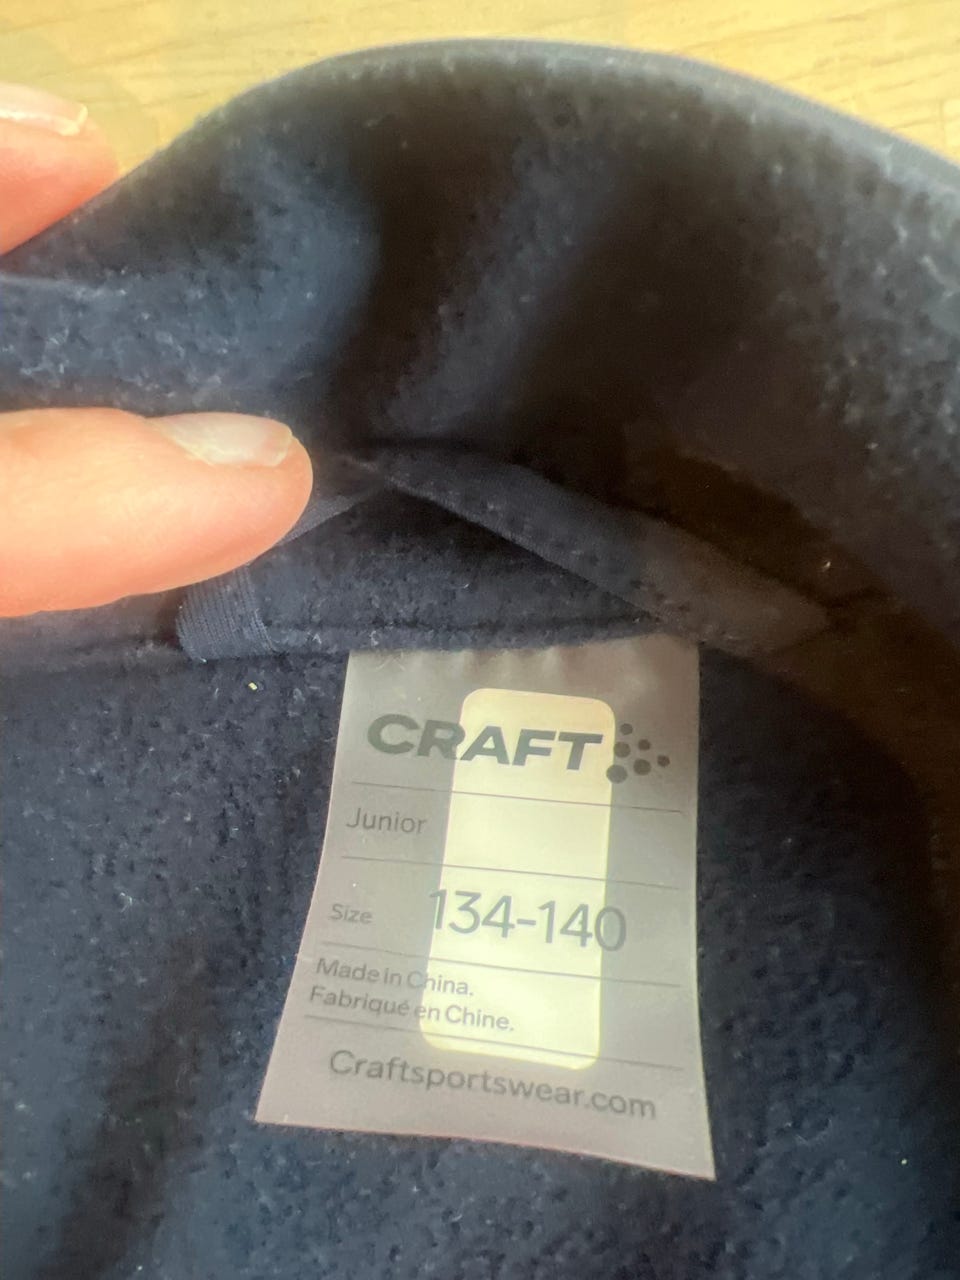 CRAFT
Junior
Size 134-140
Made in China.
Fabriqué en Chine.
Craftsportswear.com